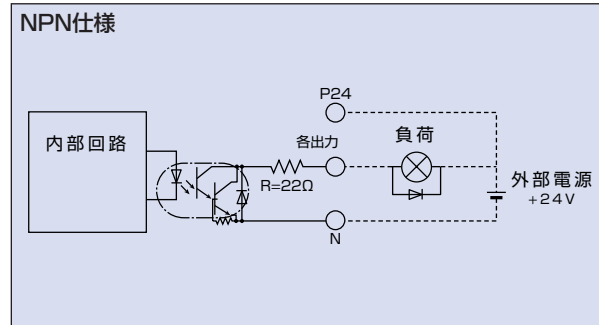 NPN仕様
P24
内部回路
各出力
負荷
R=22Ω
外部電源
+24V
N